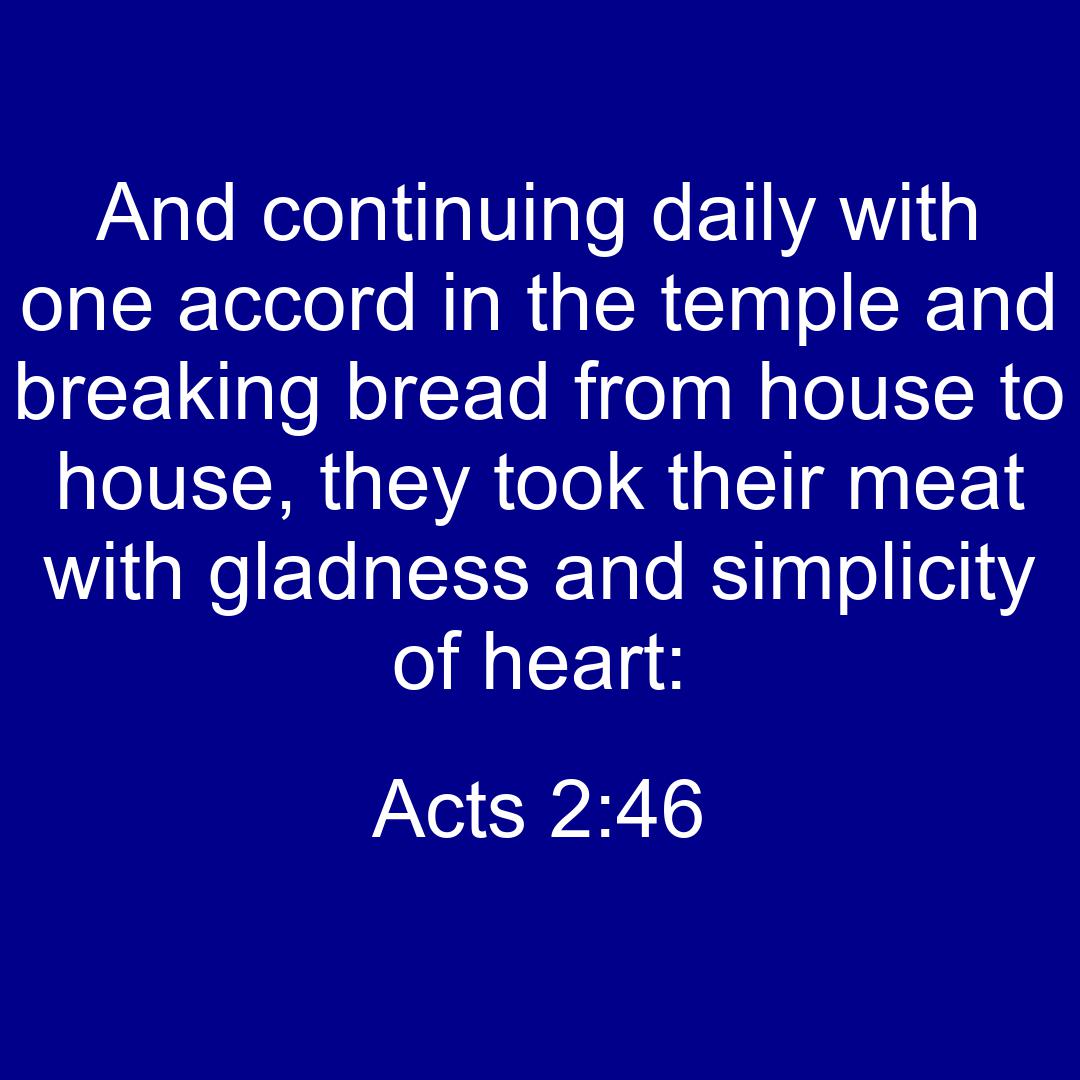 And continuing daily with
one accord in the temple and
breaking bread from house to
house, they took their meat
with gladness and simplicity
of heart:
Acts 2:46